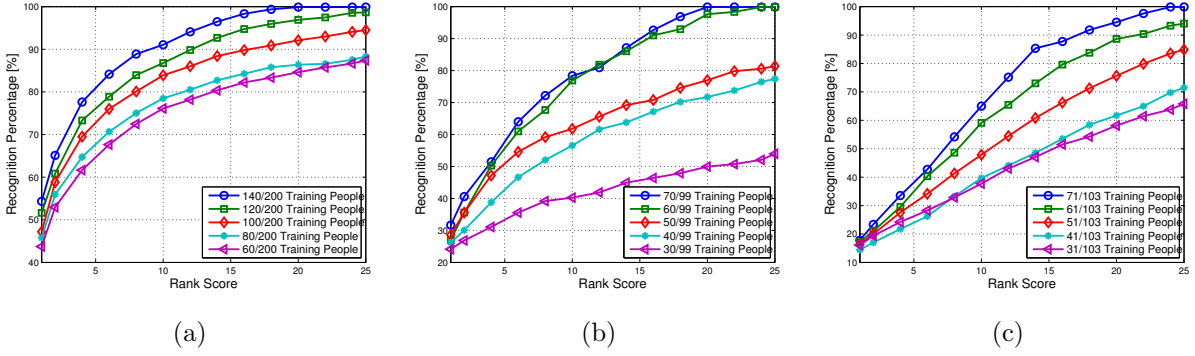 100
90
80
70
60
50
40
5
10
15
20
25
Recognition Percentage [%]
Rank Score
140/200 Training People
120/200 Training People
100/200 Training People
80/200 Training People
60/200 Training People
(a)
100
90
80
70
60
50
40
30
20
1
5
10
15
20
25
Recognition Percentage [%]
Rank Score
70/99 Training People
60/99 Training People
50/99 Training People
40/99 Training People
30/99 Training People
(b)
100
90
80
70
60
50
40
30
20
10
5
10
15
20
25
Recognition Percentage [%]
Rank Score
71/103 Training People
61/103 Training People
51/103 Training People
41/103 Training People
31/103 Training People
(c)